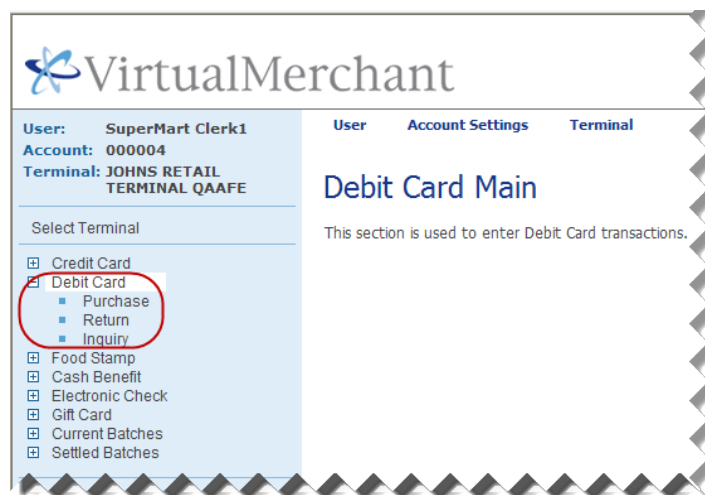 VirtualMerchant
User: SuperMart Clerk1
Account: 000004
Terminal: JOHNS RETAIL
TERMINAL QAAFE
Select Terminal
Credit Card
Debit Card
Purchase
Return
Inquiry
Food Stamp
Cash Benefit
Electronic Check
Gift Card
Current Batches
Settled Batches
User Account Settings Terminal
Debit Card Main
This section is used to enter Debit Card transactions.